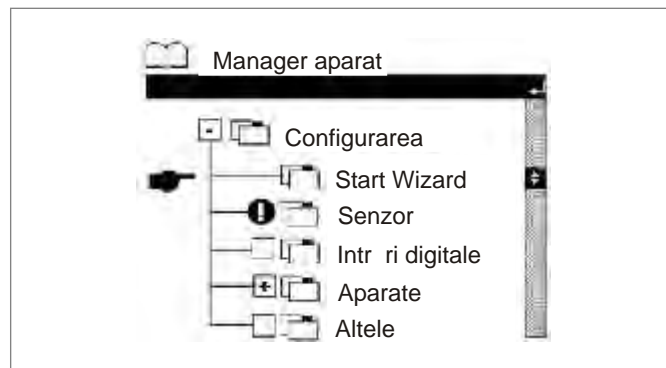 Manager aparat
Configurarea
Start Wizard
Senzor
Intr ri digitale
Aparate
Altele